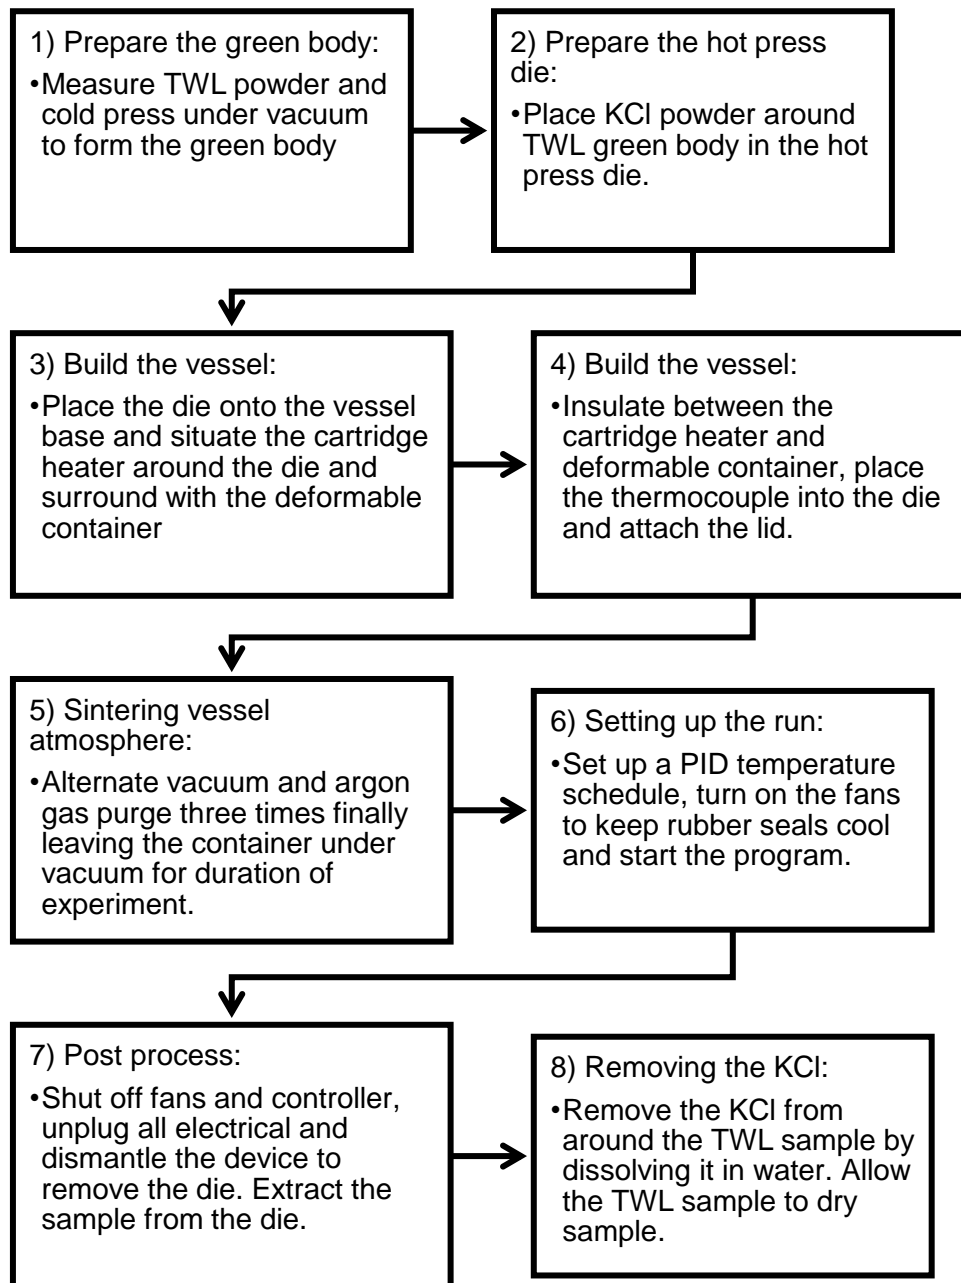 1) Prepare the green body:
•Measure TWL powder and
cold press under vacuum
to form the green body
2) Prepare the hot press
die:
•Place KCl powder around
TWL green body in the hot
press die.
3) Build the vessel:
•Place the die onto the vessel
base and situate the cartridge
heater around the die and
surround with the deformable
container
4) Build the vessel:
•Insulate between the
cartridge heater and
deformable container, place
the thermocouple into the die
and attach the lid.
5) Sintering vessel
atmosphere:
•Alternate vacuum and argon
gas purge three times finally
leaving the container under
vacuum for duration of
experiment.
6) Setting up the run:
•Set up a PID temperature
schedule, turn on the fans
to keep rubber seals cool
and start the program.
7) Post process:
•Shut off fans and controller,
unplug all electrical and
dismantle the device to
remove the die. Extract the
sample from the die.
8) Removing the KCl:
•Remove the KCl from
around the TWL sample by
dissolving it in water. Allow
the TWL sample to dry
sample.